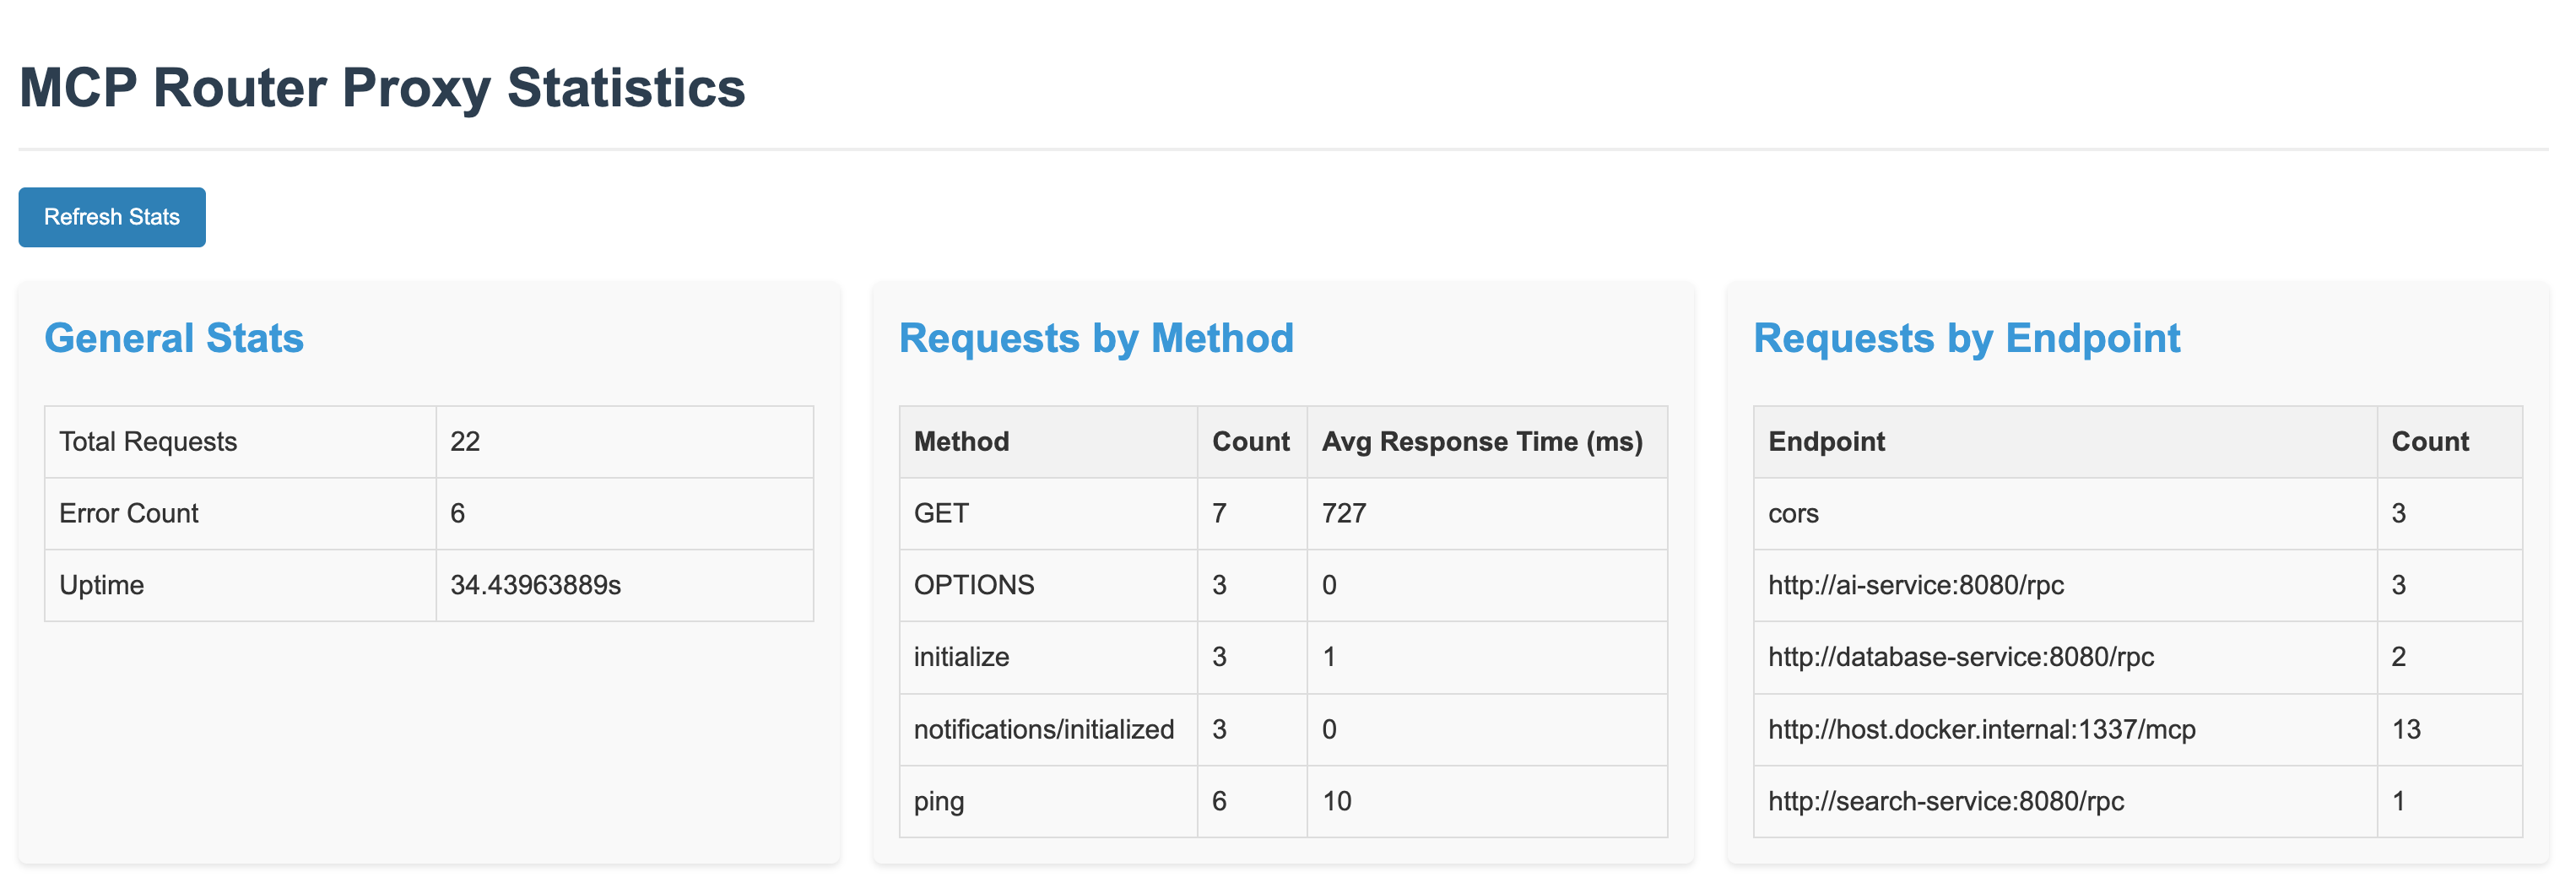 MCP Router Proxy Statistics
Refresh Stats
General Stats
Total Requests 22
Error Count 6
Uptime 34.43963889s
Requests by Method
Method Count Avg Response Time (ms)
GET 7 727
OPTIONS 3 0
initialize 3 1
notifications/initialized 3 0
ping 6 10
Requests by Endpoint
Endpoint Count
cors 3
http://ai-service:8080/rpc 3
http://database-service:8080/rpc 2
http://host.docker.internal:1337/mcp 13
http://search-service:8080/rpc 1